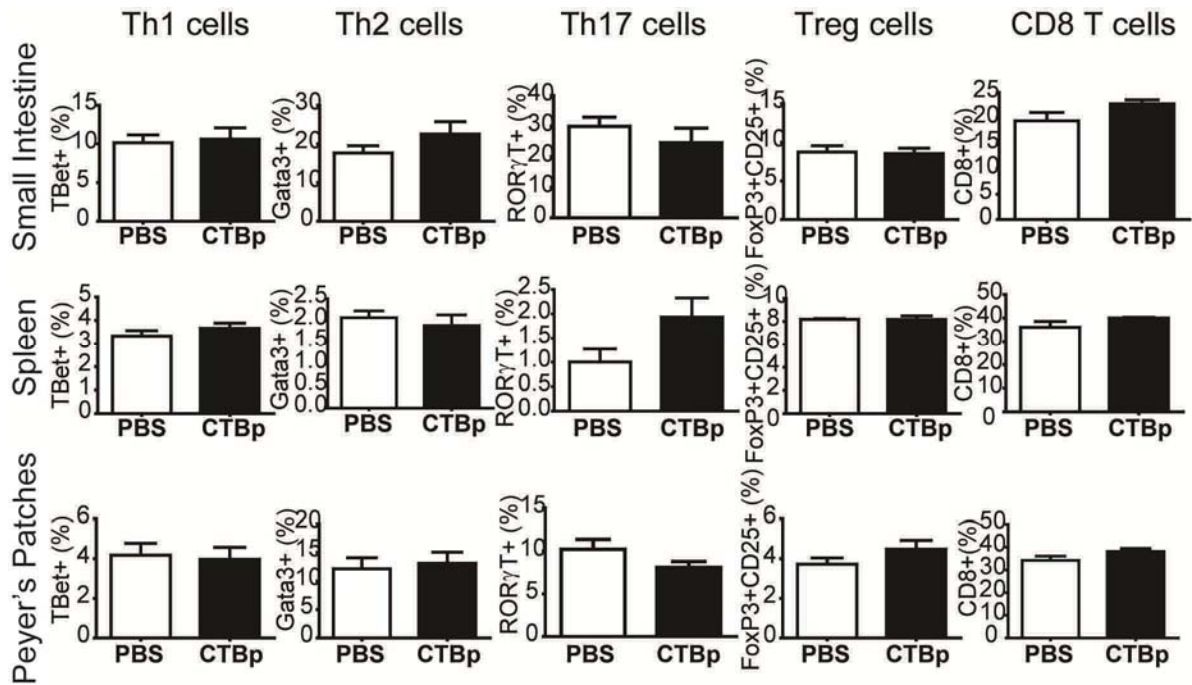 Th1 cells
Th2 cells
Th17 cells
Treg cells
CD8 T cells
Small Intestine
TBet+ (%)
15
10
5
0
PBS CTBp
Gata3+ (%)
30
20
10
0
PBS CTBp
RORγT+ (%)
40
30
20
10
0
PBS CTBp
FoxP3+CD25+ (%)
15
10
5
0
PBS CTBp
CD8+(%)
25
20
15
10
5
0
PBS CTBp
Spleen
TBet+ (%)
5
4
3
2
1
0
PBS CTBp
Gata3+ (%)
2.5
2.0
1.5
1.0
0.5
0.0
PBS CTBp
RORγT+ (%)
2.5
2.0
1.5
1.0
0.5
0.0
PBS CTBp
FoxP3+CD25+ (%)
10
8
6
4
2
0
PBS CTBp
CD8+(%)
50
40
30
20
10
0
PBS CTBp
Peyer's Patches
TBet+ (%)
6
4
2
0
PBS CTBp
Gata3+ (%)
20
15
10
5
0
PBS CTBp
RORγT+ (%)
15
10
5
0
PBS CTBp
FoxP3+CD25+ (%)
6
4
2
0
PBS CTBp
CD8+(%)
50
40
30
20
10
0
PBS CTBp